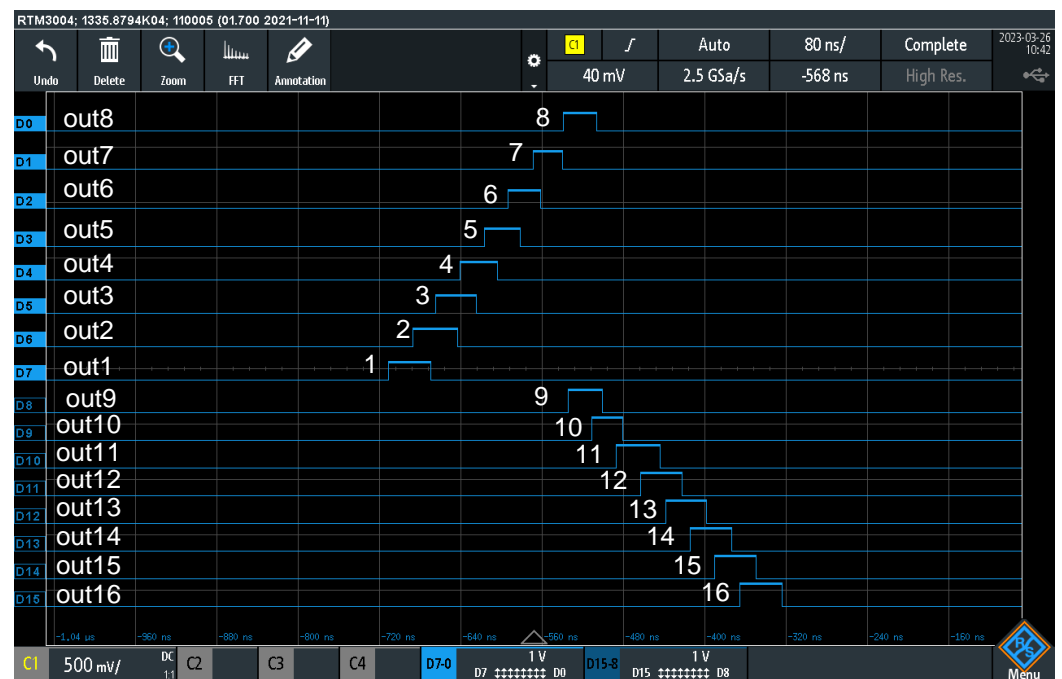 RTM3004; 1335.8794K04; 110005 (01.700 2021-11-11)
Undo Delete Zoom FFT Annotation
C1 Auto 80 ns/ Complete 2023-03-26
10:42
40 mV 2.5 GSa/s -568 ns High Res.
D0 out8 8
D1 out7 7
D2 out6 6
D3 out5 5
D4 out4 4
D5 out3 3
D6 out2 2
D7 out1 1
D8 out9 9
D9 out10 10
D10 out11 11
D11 out12 12
D12 out13 13
D13 out14 14
D14 out15 15
D15 out16 16
-1.04 µs -960 ns -880 ns -800 ns -720 ns -640 ns -560 ns -480 ns -400 ns -320 ns -240 ns -160 ns
C1 500 mV/ DC 1:1 C2 C3 C4 D7-0 1 V D7 D0 D15-8 1 V D15 D8 Menu